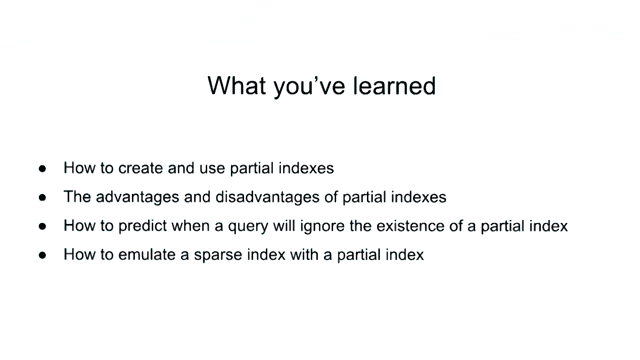 What you've learned
● How to create and use partial indexes
● The advantages and disadvantages of partial indexes
● How to predict when a query will ignore the existence of a partial index
● How to emulate a sparse index with a partial index